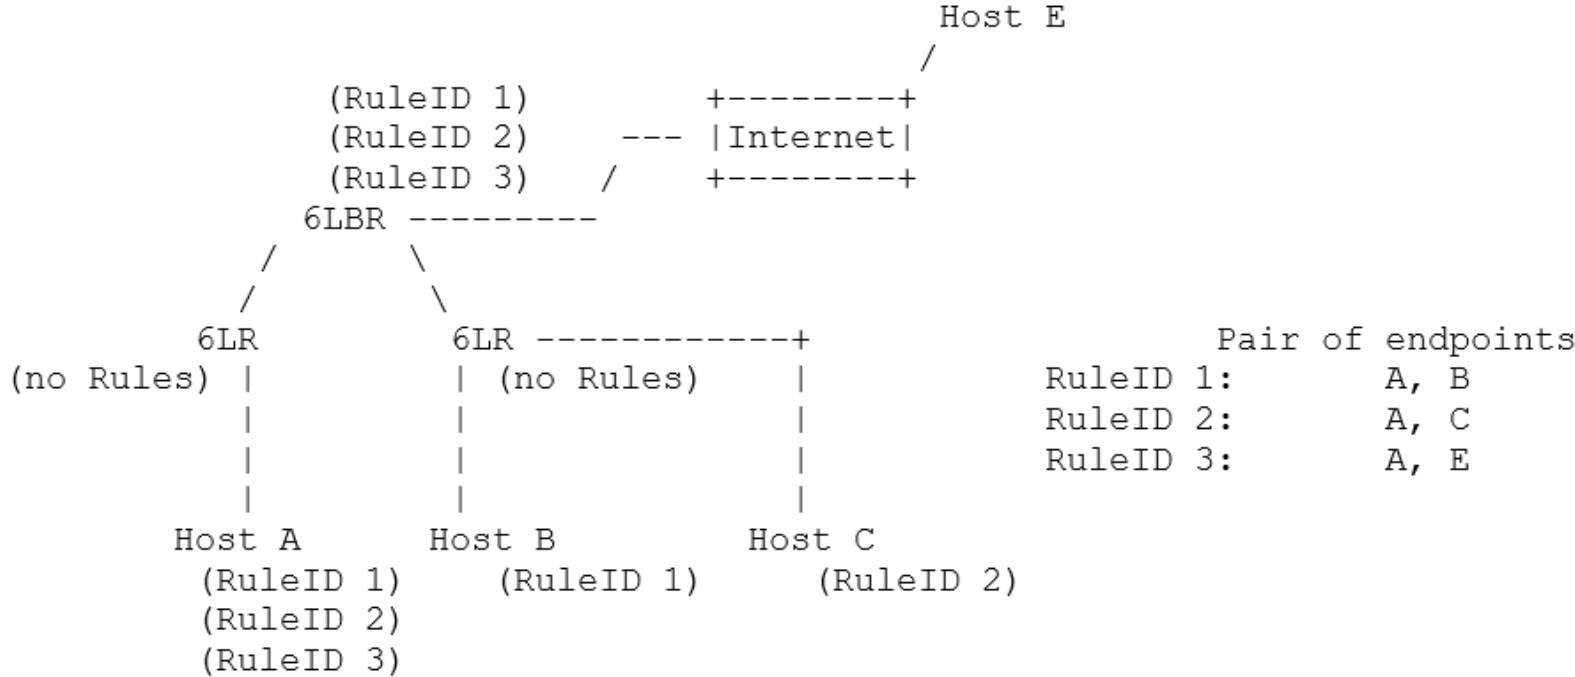 Host E
                                             /
                (RuleID 1)         +--------+
                (RuleID 2)     --- |Internet|
                (RuleID 3)    /    +--------+
               6LBR ---------
             /       \
            /         \
          6LR          6LR ------------+                    Pair of endpoints
(no Rules)  |          | (no Rules)    |            RuleID 1:       A, B
            |          |               |            RuleID 2:       A, C
            |          |               |            RuleID 3:       A, E
            |          |               |
         Host A      Host B          Host C
          (RuleID 1)     (RuleID 1)      (RuleID 2)
          (RuleID 2)
          (RuleID 3)